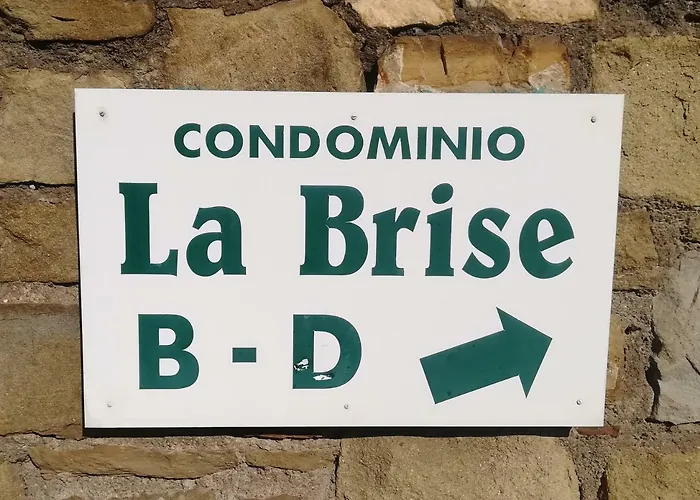 CONDOMINIO
La Brise
B - D